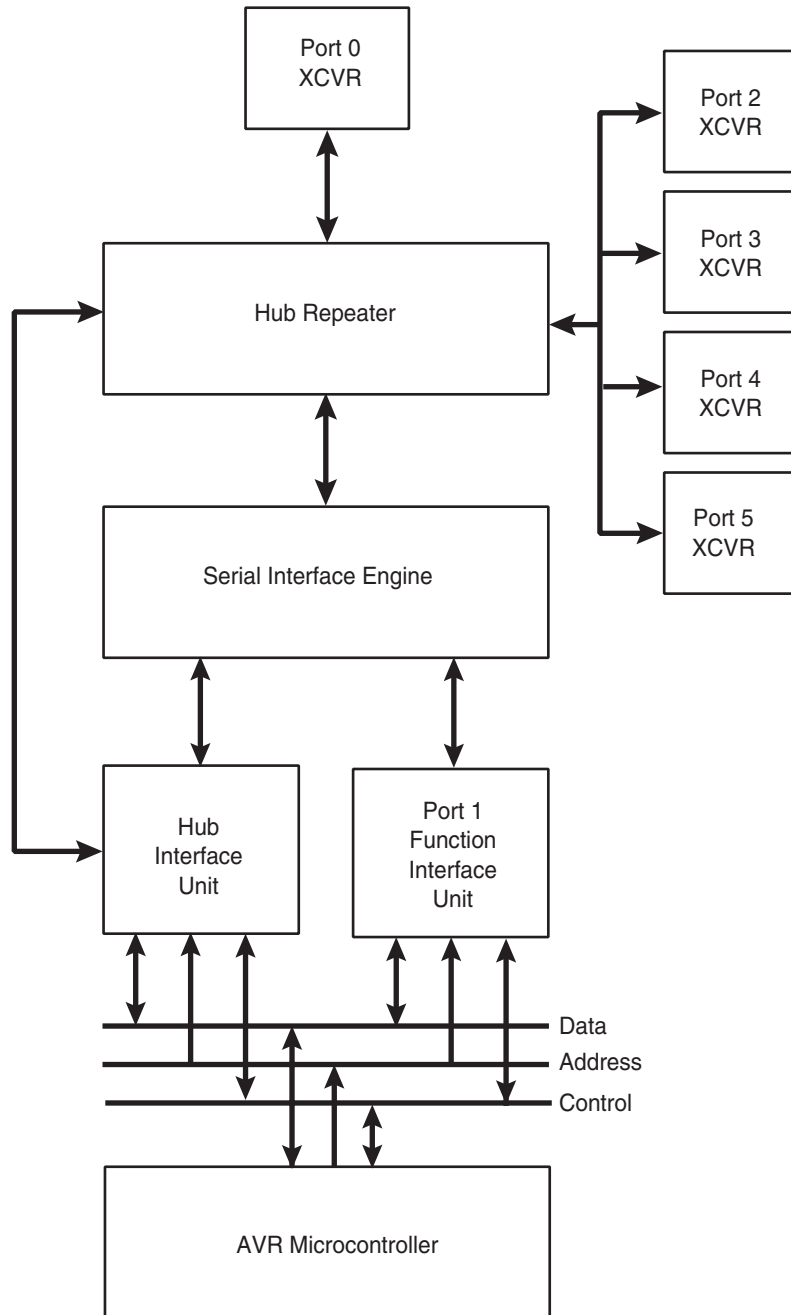 Port 0
XCVR
Port 2
XCVR
Port 3
XCVR
Hub Repeater
Port 4
XCVR
Port 5
XCVR
Serial Interface Engine
Hub
Interface
Unit
Port 1
Function
Interface
Unit
Data
Address
Control
AVR Microcontroller